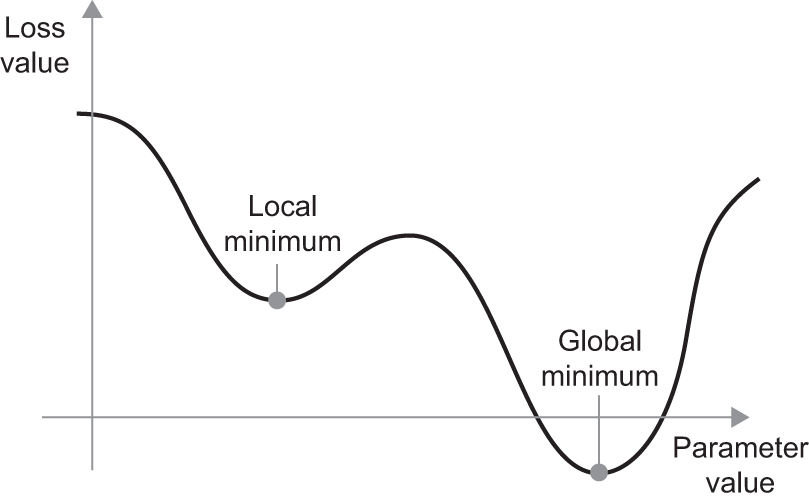 Loss
value
Local
minimum
Global
minimum
Parameter
value